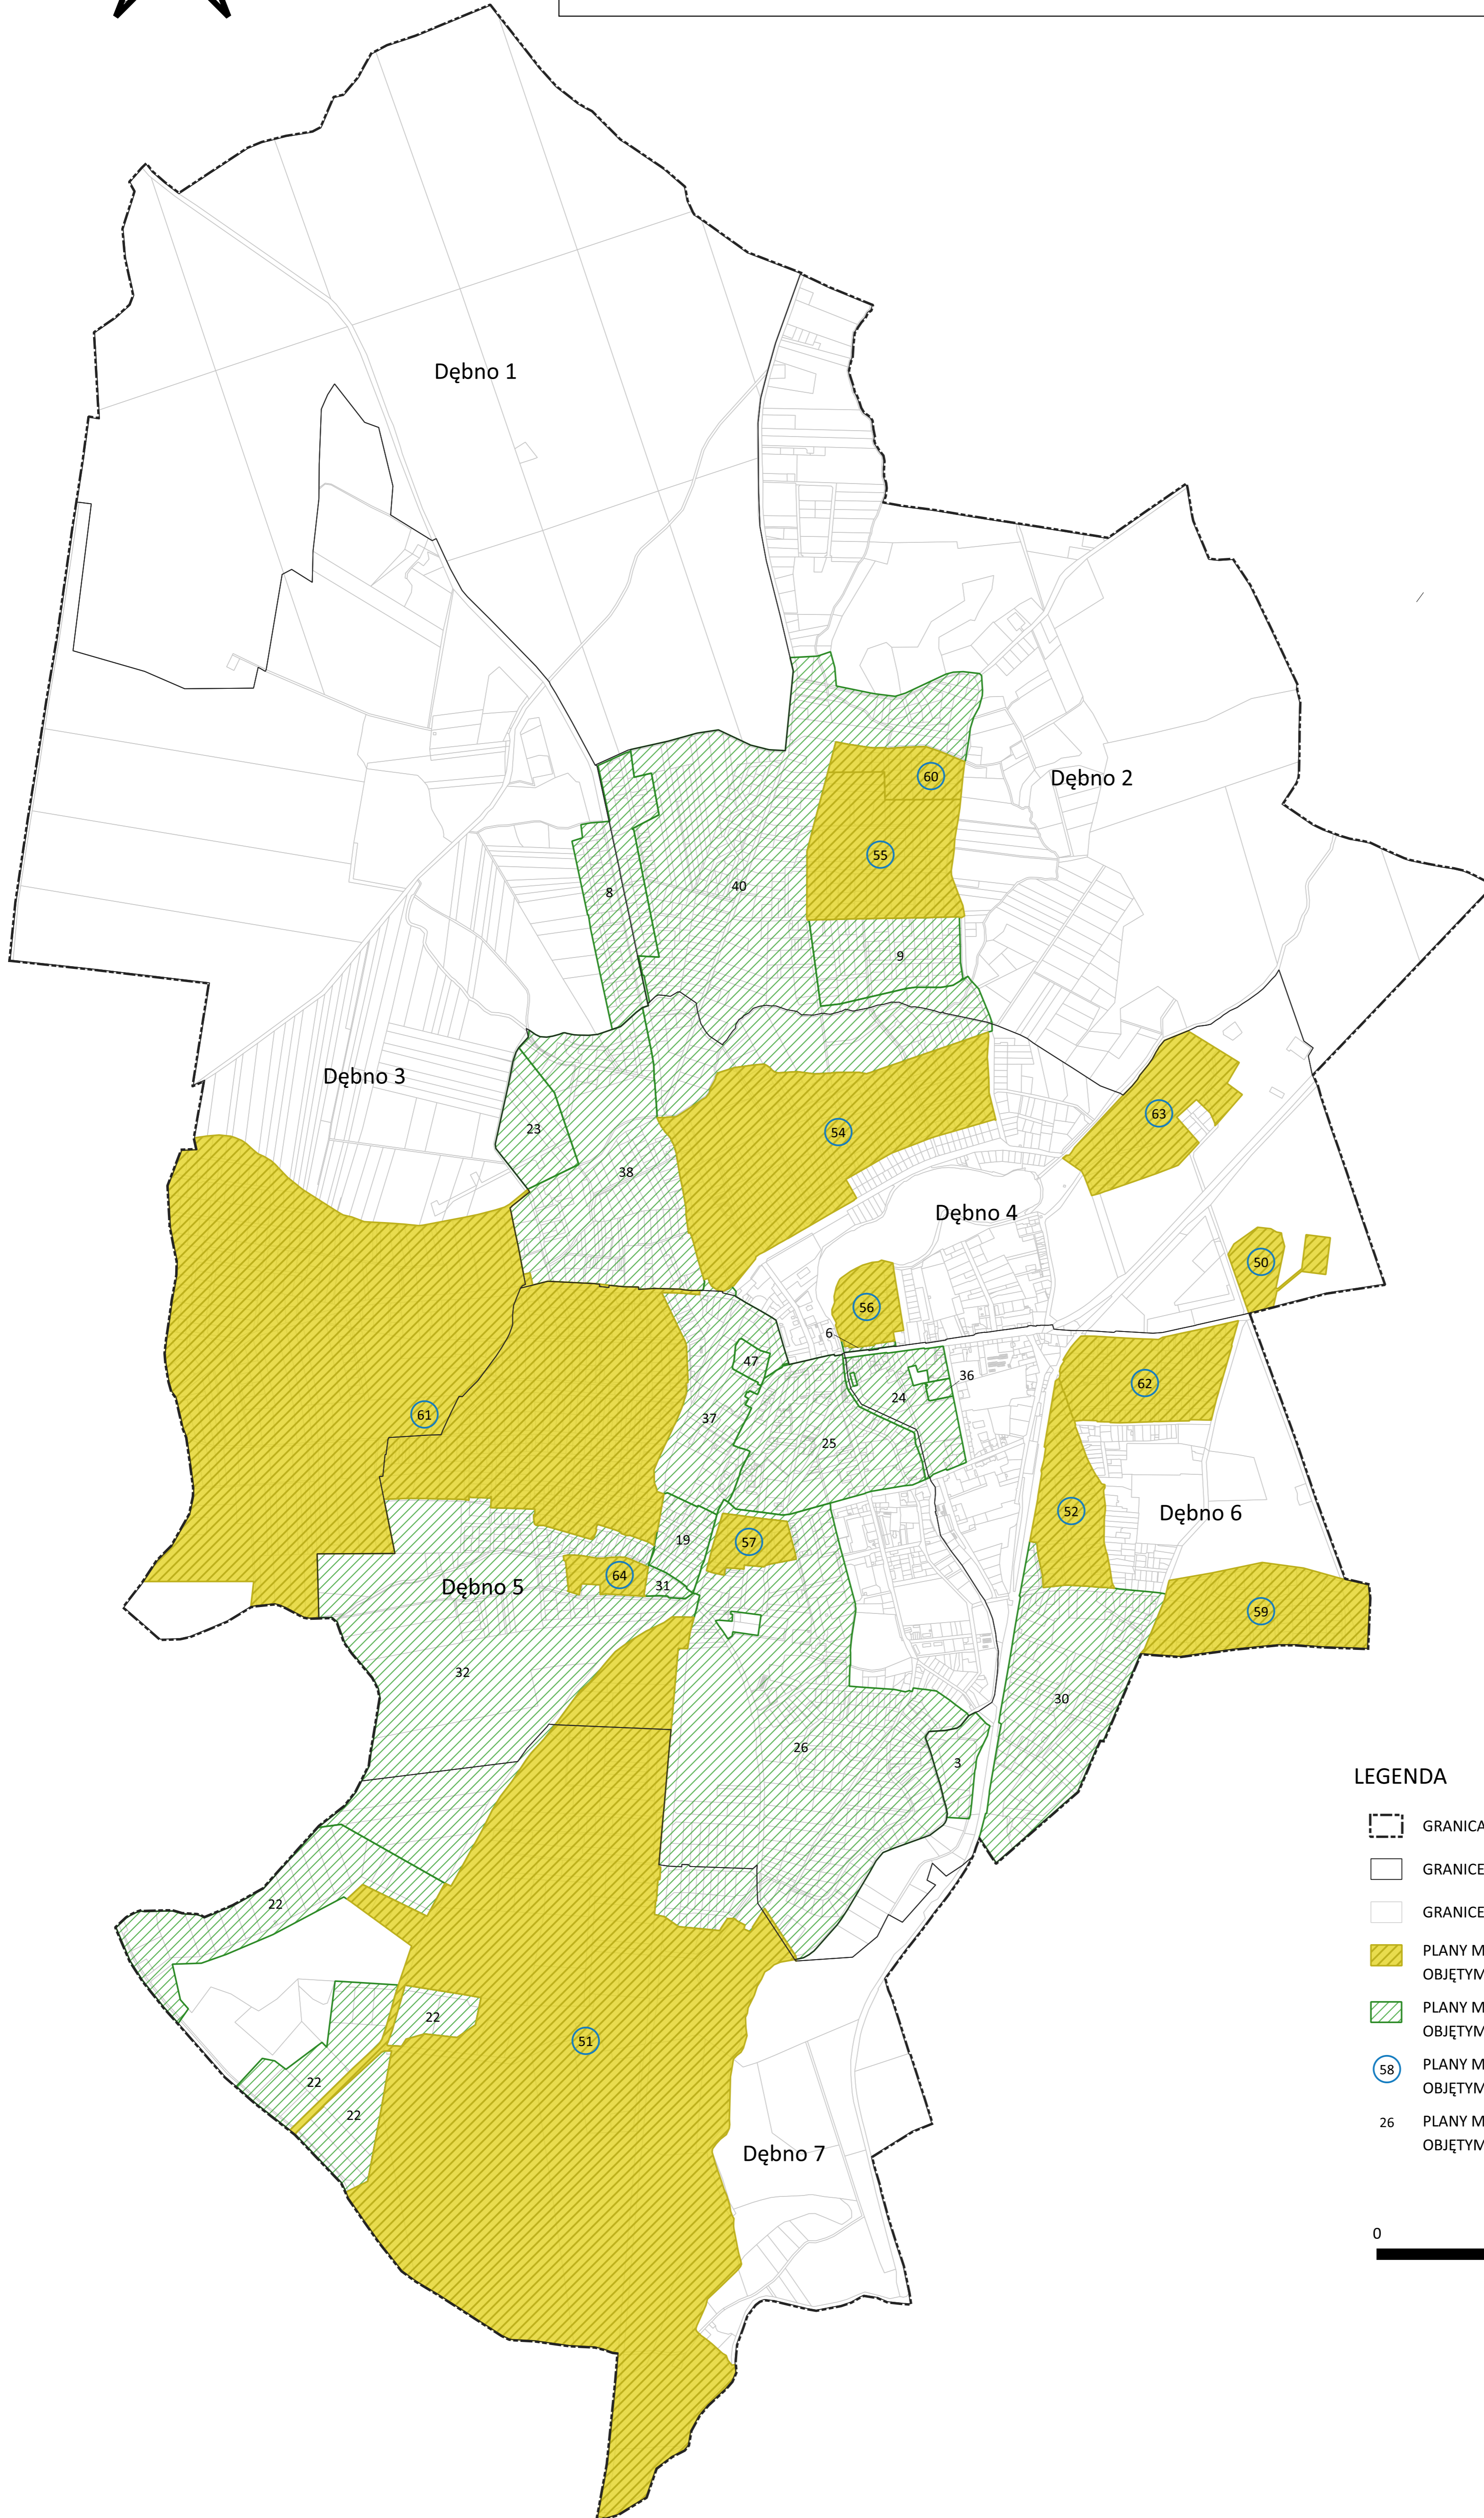 Dębno 1
60
Dębno 2
55
40
8
9
Dębno 3
63
23
54
38
Dębno 4
50
56
6
47
36
62
24
61
37
25
52
Dębno 6
19
57
64
31
Dębno 5
59
32
30
26
3
LEGENDA
GRANICA
GRANICE
22
GRANICE
PLANY M
OBJĘTYM
22
PLANY M
51
OBJĘTYM
58
PLANY M
22
OBJĘTYM
22
26
PLANY M
OBJĘTYM
Dębno 7
0